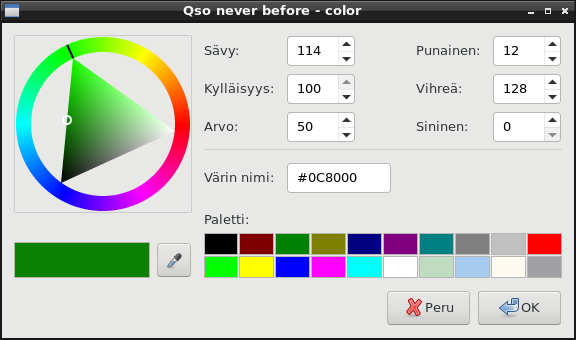 Qso never before - color
Sävy: 114 Punainen: 12
Kylläisyys: 100 Vihreä: 128
Arvo: 50 Sininen: 0
Värin nimi: #0C8000
Paletti:
Peru OK